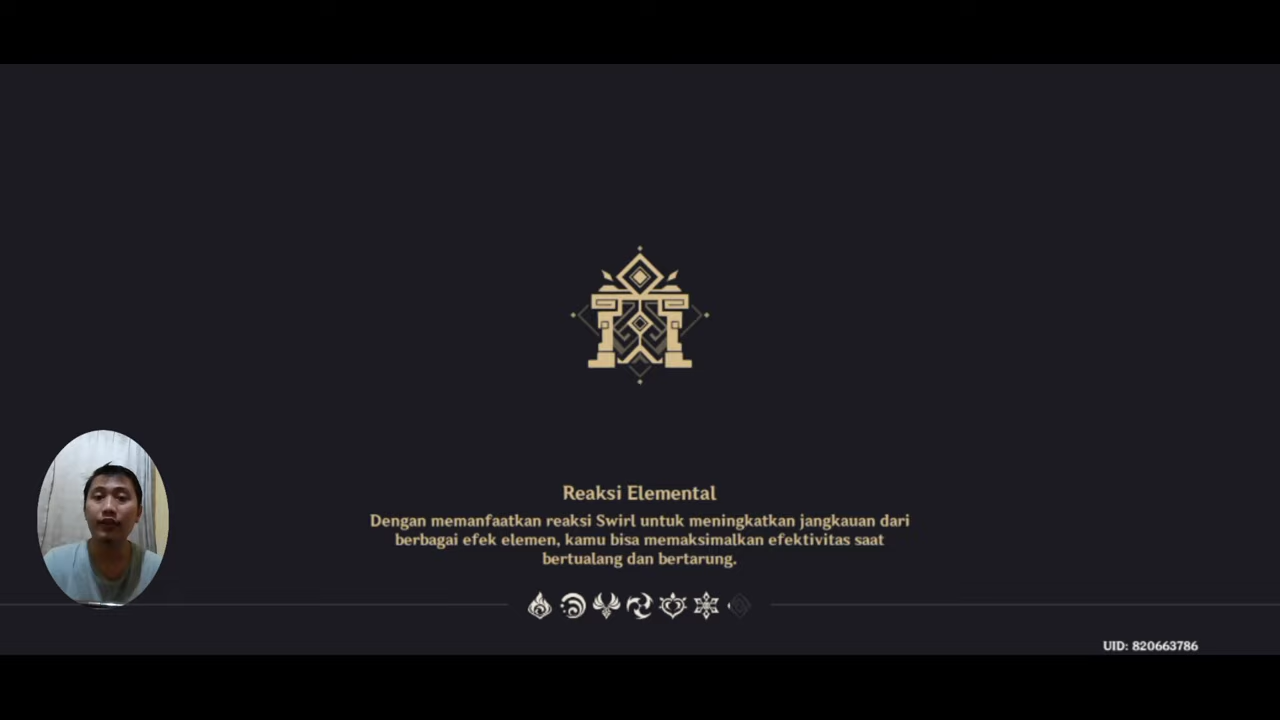 Reaksi Elemental
Dengan memanfaatkan reaksi Swirl untuk meningkatkan jangkauan dari
berbagai efek elemen, kamu bisa memaksimalkan efektivitas saat
bertualang dan bertarung.
UID: 820663786